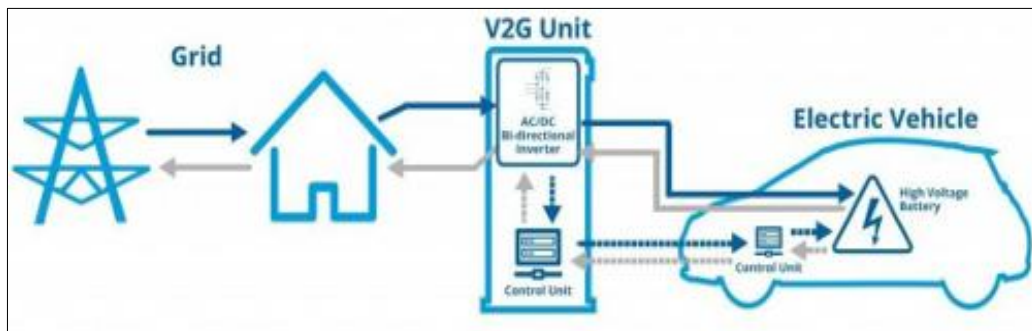 V2G Unit
Grid
AC/DC
Bi-directional
Inverter
Electric Vehicle
High Voltage
Battery
Control Unit
Control Unit